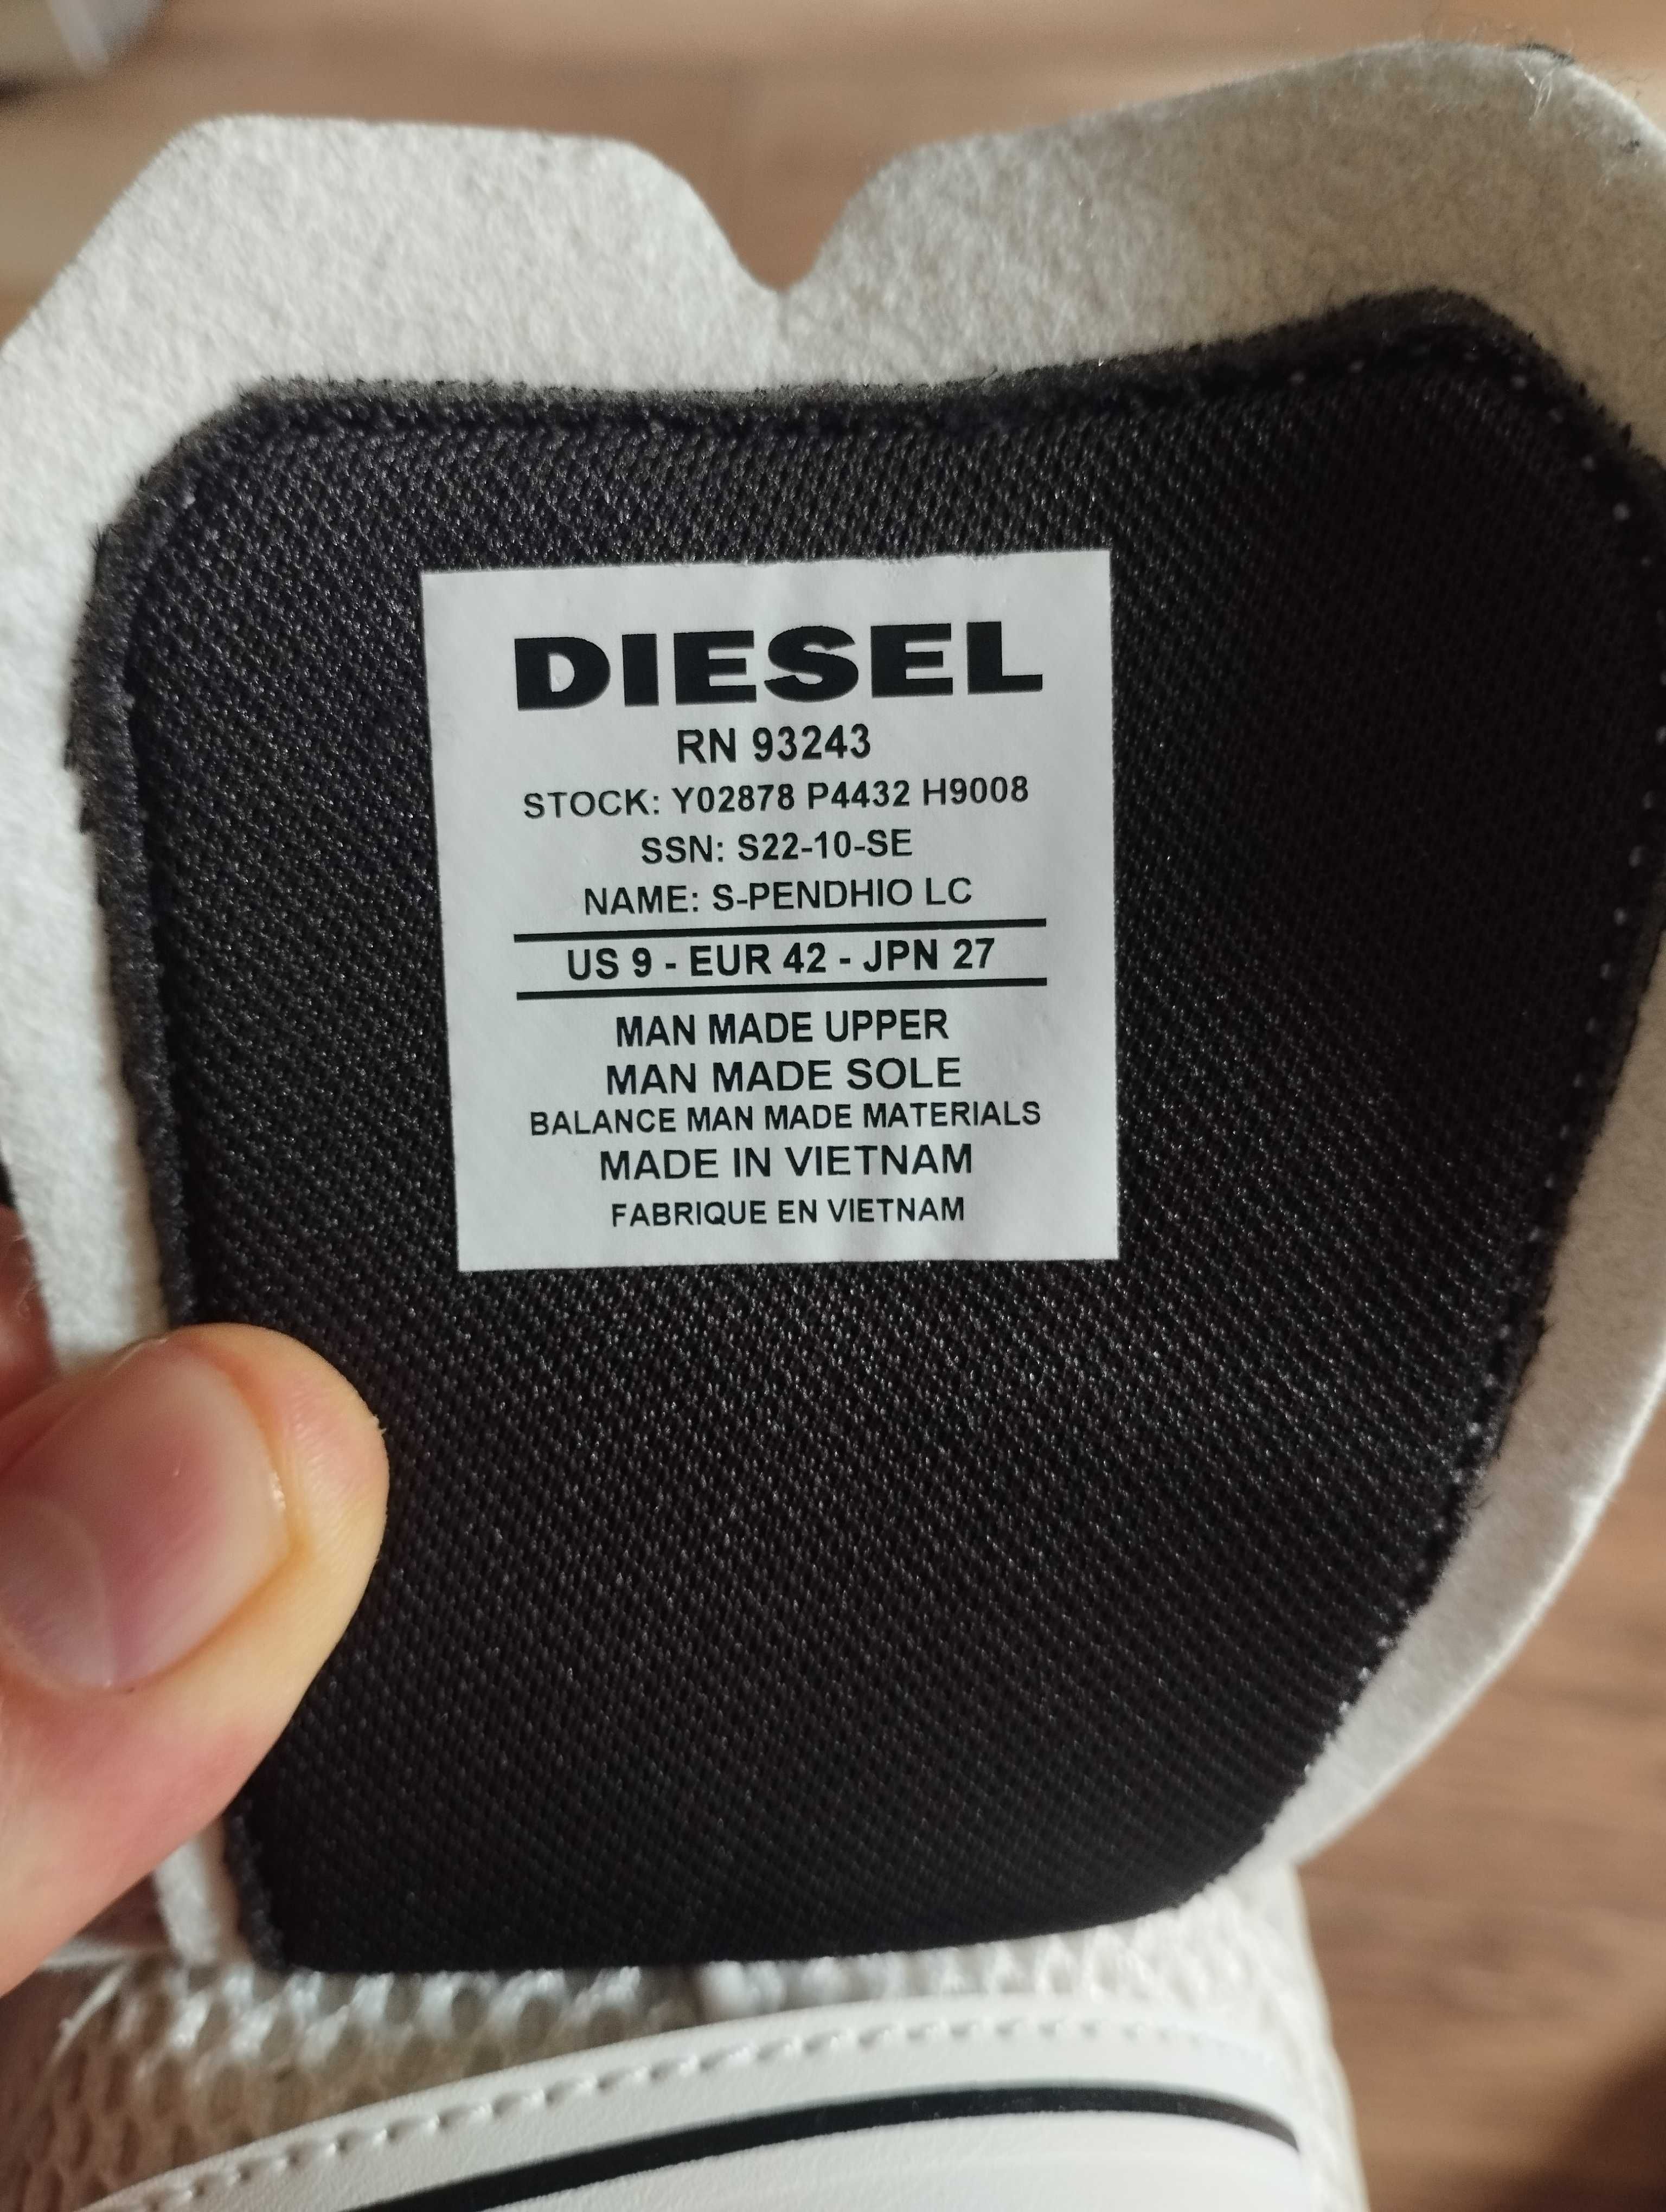 DIESEL
RN 93243
STOCK: Y02878 P4432 H9008
SSN: S22-10-SE
NAME: S-PENDHIO LC
US 9 - EUR 42 - JPN 27
MAN MADE UPPER
MAN MADE SOLE
BALANCE MAN MADE MATERIALS
MADE IN VIETNAM
FABRIQUE EN VIETNAM